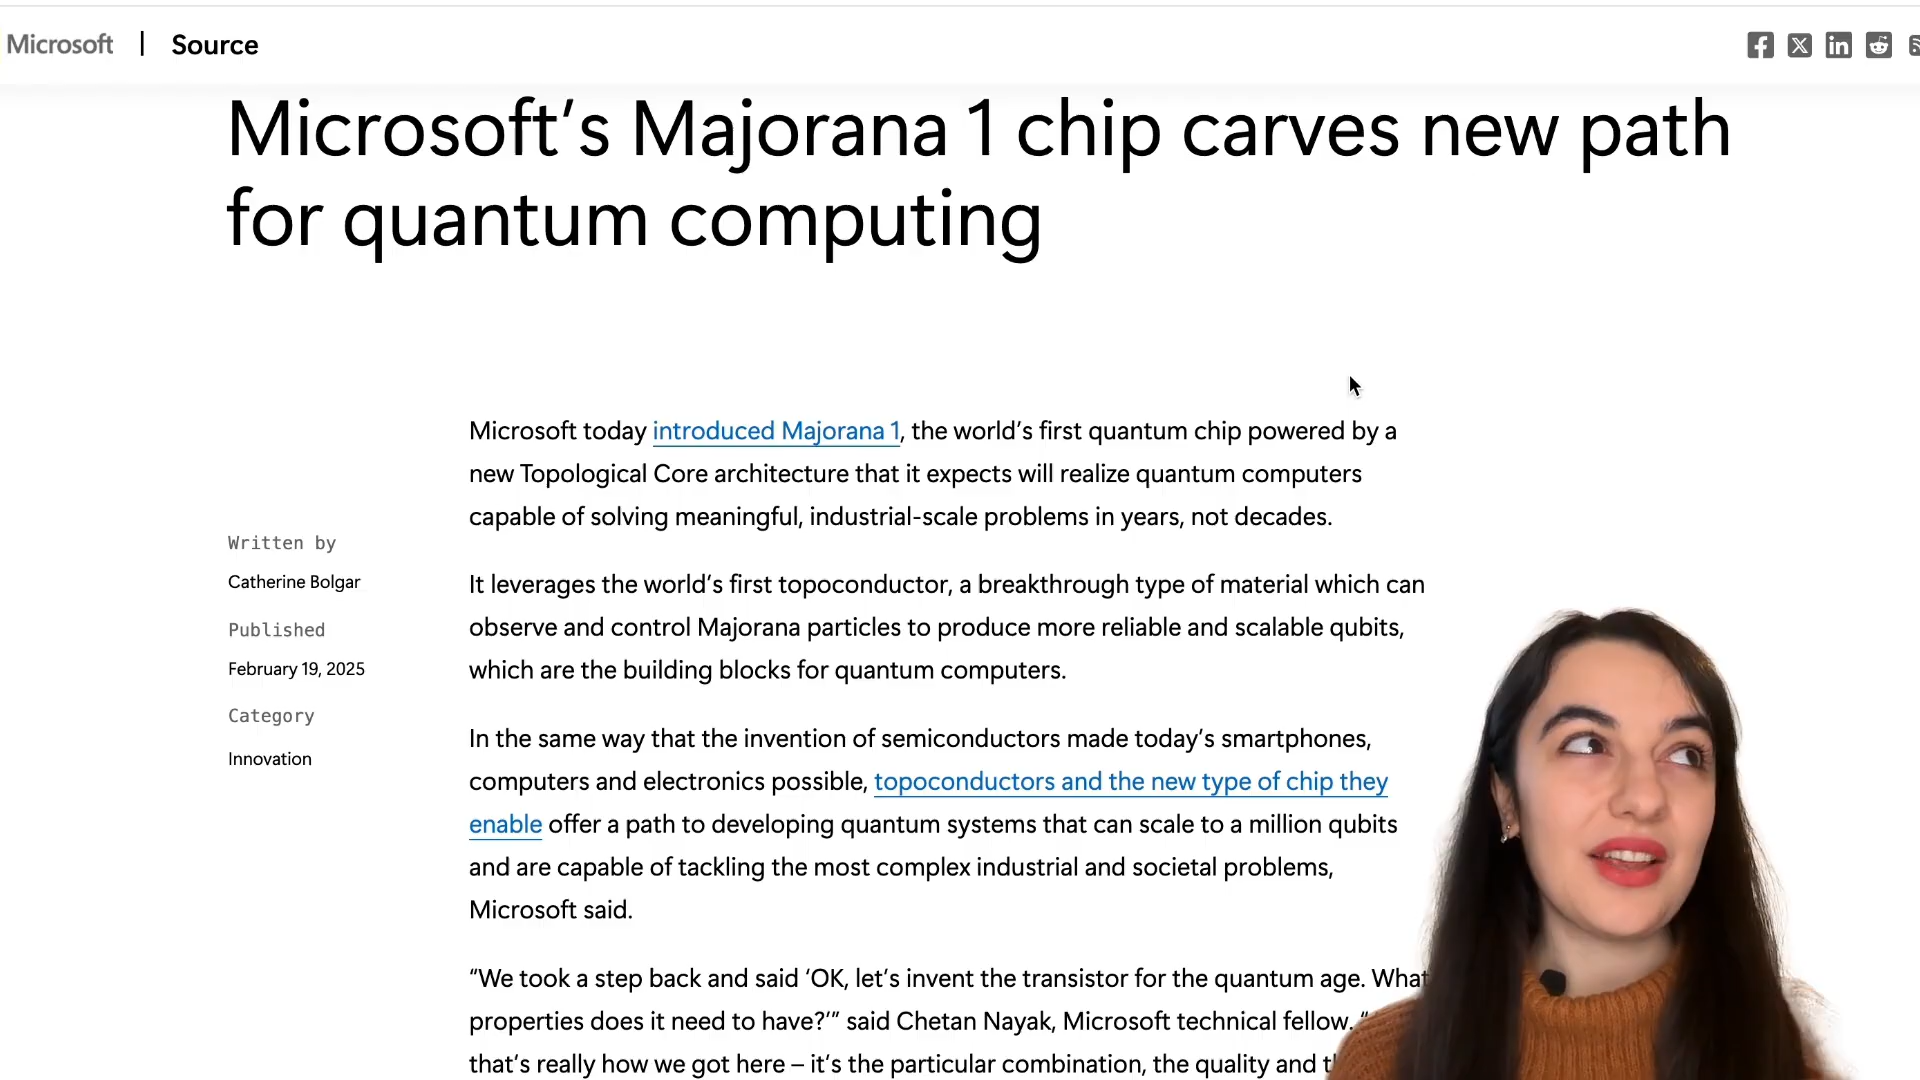 Microsoft | Source
Microsoft’s Majorana 1 chip carves new path
for quantum computing
Microsoft today introduced Majorana 1, the world’s first quantum chip powered by a
new Topological Core architecture that it expects will realize quantum computers
capable of solving meaningful, industrial-scale problems in years, not decades.
Written by
Catherine Bolgar
Published
February 19, 2025
Category
Innovation
It leverages the world’s first topoconductor, a breakthrough type of material which can
observe and control Majorana particles to produce more reliable and scalable qubits,
which are the building blocks for quantum computers.
In the same way that the invention of semiconductors made today’s smartphones,
computers and electronics possible, topoconductors and the new type of chip they
enable offer a path to developing quantum systems that can scale to a million qubits
and are capable of tackling the most complex industrial and societal problems,
Microsoft said.
“We took a step back and said ‘OK, let’s invent the transistor for the quantum age. What
properties does it need to have?’” said Chetan Nayak, Microsoft technical fellow. “
that’s really how we got here – it’s the particular combination, the quality and